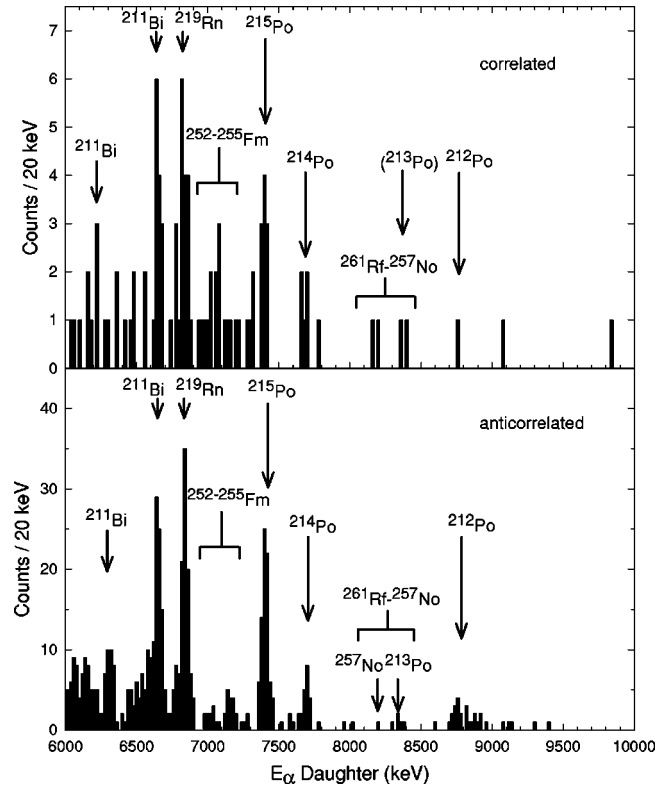 Counts / 20 keV
7
6
5
4
3
2
1
0
²¹¹Bi
²¹⁹Rn
²¹⁵Po
correlated
²⁵²⁻²⁵⁵Fm
²¹¹Bi
²¹⁴Po
(²¹³Po)
²¹²Po
²⁶¹Rf-²⁵⁷No
Counts / 20 keV
40
30
20
10
0
²¹¹Bi
²¹⁹Rn
²¹⁵Po
anticorrelated
²⁵²⁻²⁵⁵Fm
²¹¹Bi
²¹⁴Po
²¹²Po
²⁶¹Rf-²⁵⁷No
²⁵⁷No
²¹³Po
6000 6500 7000 7500 8000 8500 9000 9500 10000
Eα Daughter (keV)